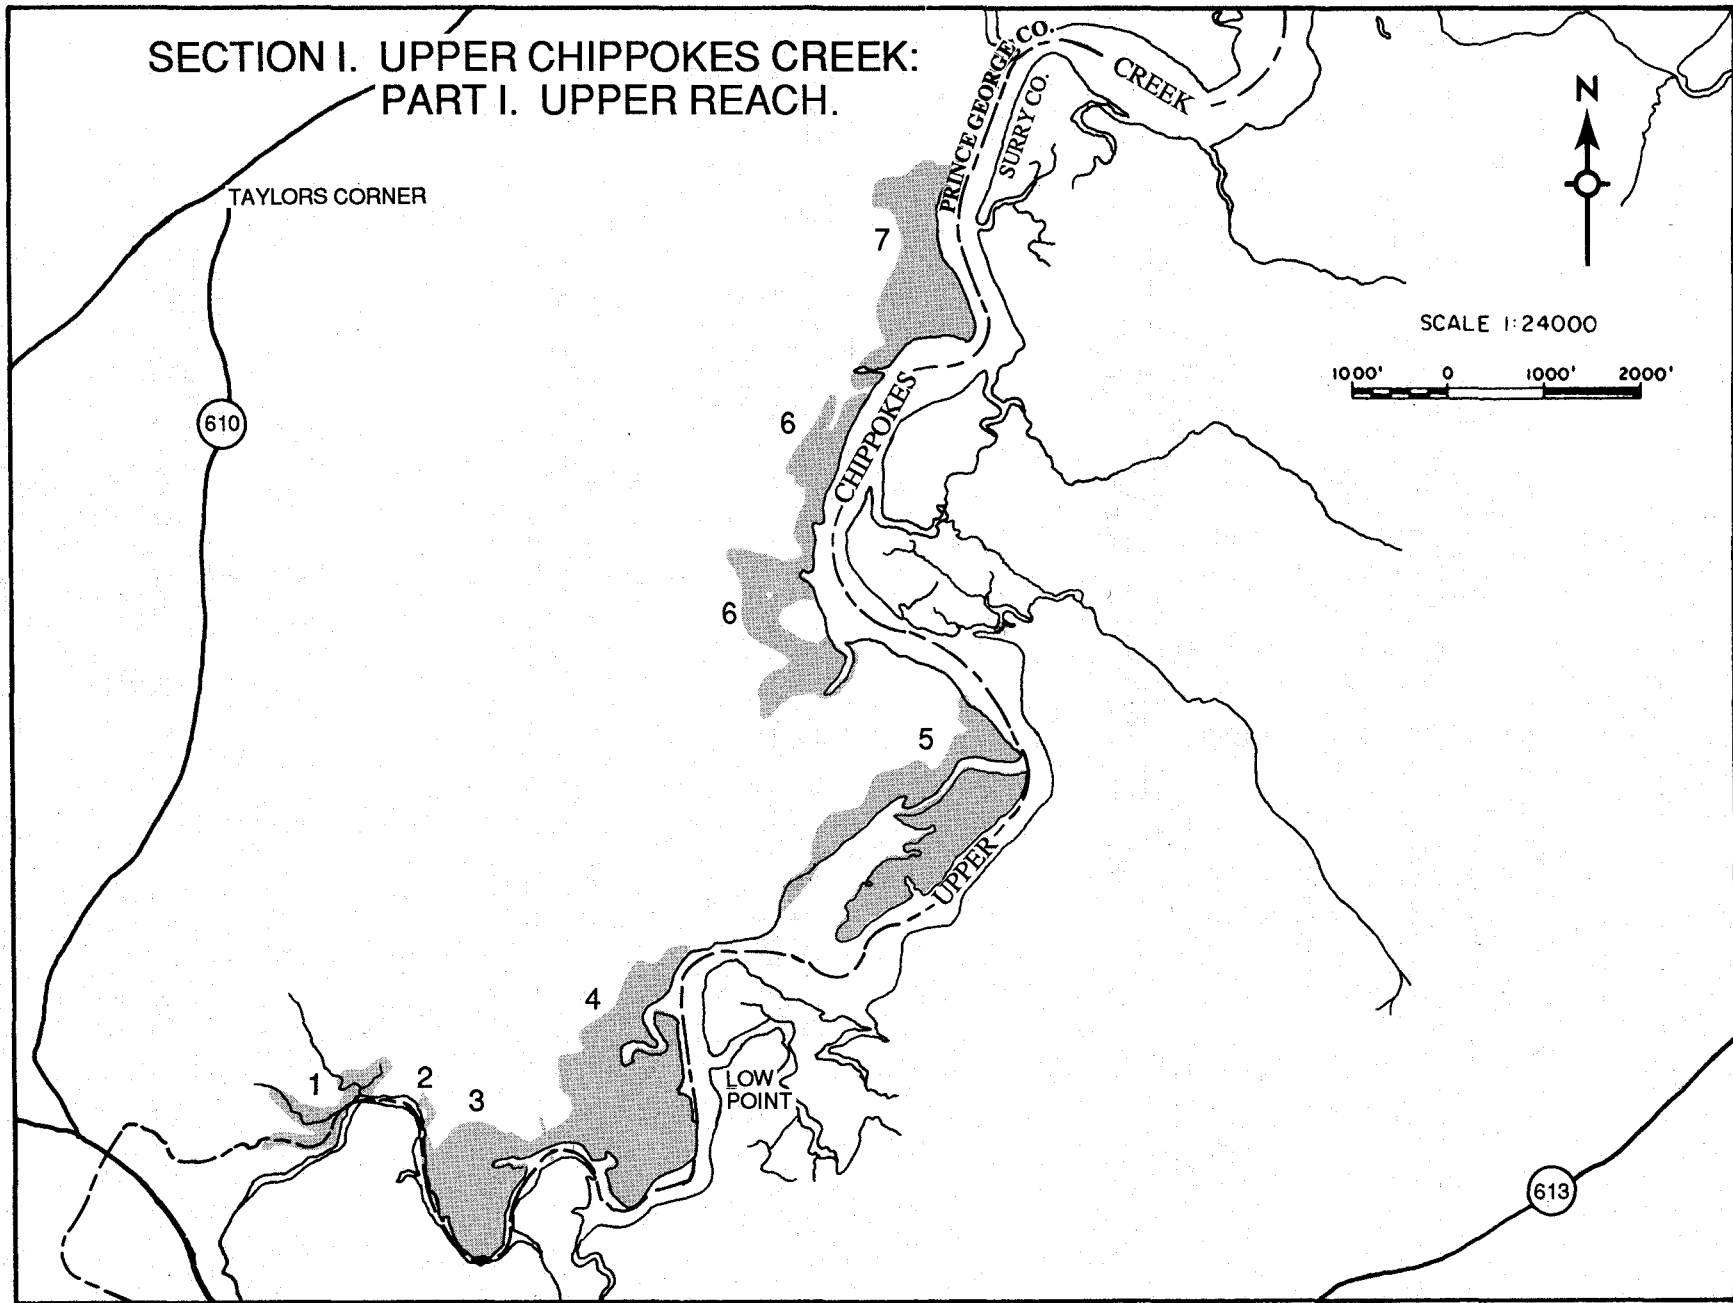 SECTION I. UPPER CHIPPOKES CREEK:
PART I. UPPER REACH.
PRINCE GEORGE CO.
SURRY CO.
CREEK
N
TAYLORS CORNER
7
SCALE 1:24000
1000' 0 1000' 2000'
610
6
CHIPPOKES
6
5
UPPER
4
LOW
POINT
1
2
3
613